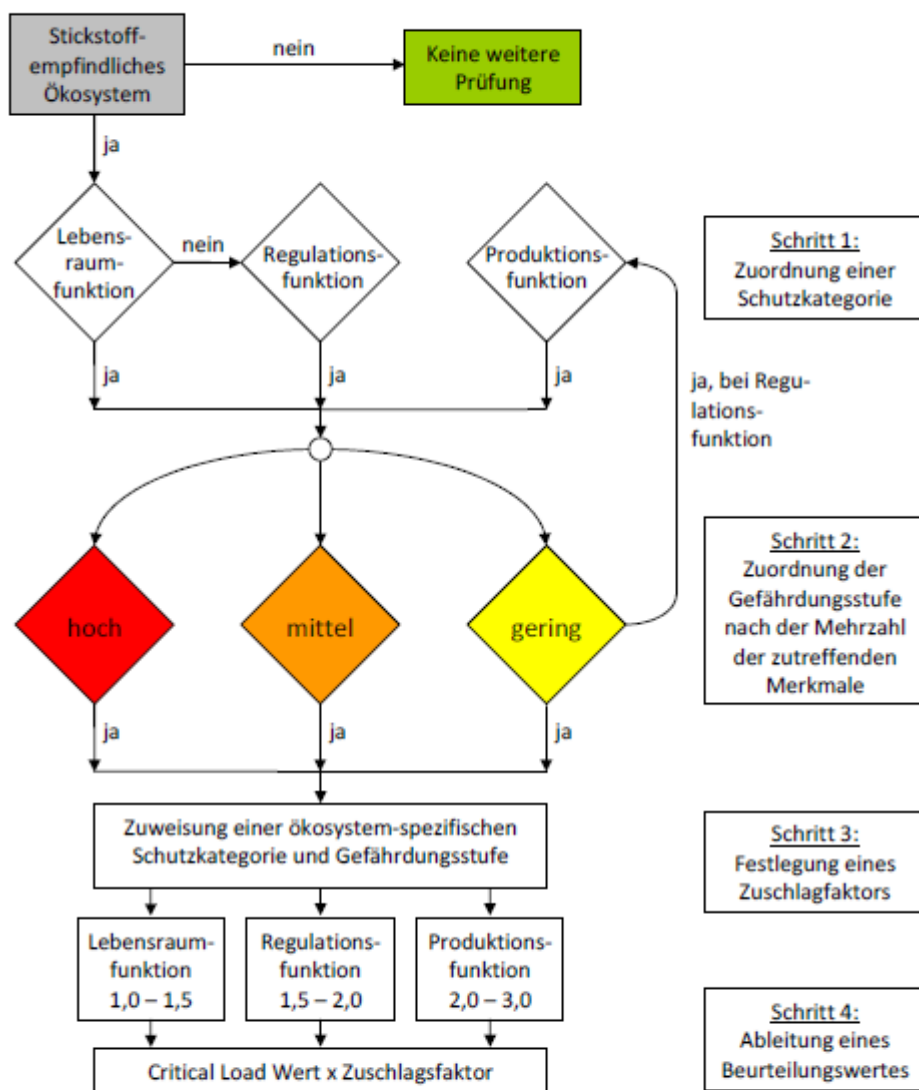 Stickstoff-
empfindliches
Ökosystem
nein
Keine weitere
Prüfung
ja
Lebens-
raum-
funktion
nein
Regulations-
funktion
Produktions-
funktion
Schritt 1:
Zuordnung einer
Schutzkategorie
ja
ja
ja
ja, bei Regu-
lations-
funktion
hoch
mittel
gering
Schritt 2:
Zuordnung der
Gefährdungsstufe
nach der Mehrzahl
der zutreffenden
Merkmale
ja
ja
ja
Zuweisung einer ökosystem-spezifischen
Schutzkategorie und Gefährdungsstufe
Schritt 3:
Festlegung eines
Zuschlagfaktors
Lebensraum-
funktion
1,0 – 1,5
Regulations-
funktion
1,5 – 2,0
Produktions-
funktion
2,0 – 3,0
Schritt 4:
Ableitung eines
Beurteilungswertes
Critical Load Wert x Zuschlagsfaktor